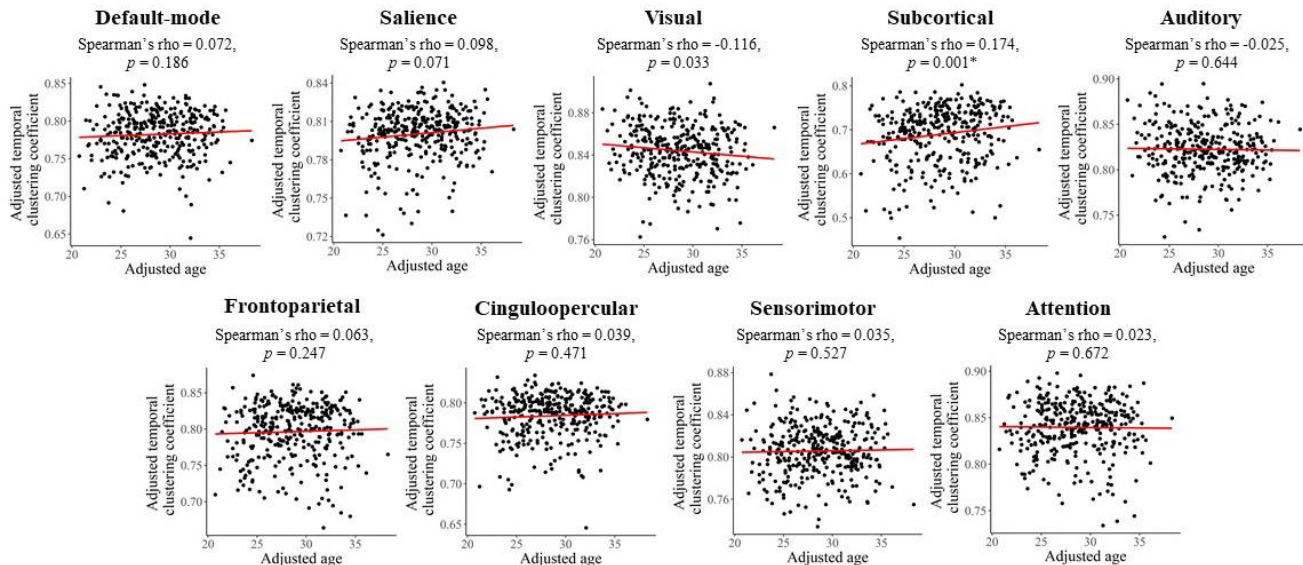 Default-mode
Spearman's rho = 0.072,
p = 0.186
Adjusted temporal
clustering coefficient
0.85
0.80
0.75
0.70
0.65
20 25 30 35
Adjusted age
Salience
Spearman's rho = 0.098,
p = 0.071
Adjusted temporal
clustering coefficient
0.84
0.80
0.76
0.72
20 25 30 35
Adjusted age
Visual
Spearman's rho = -0.116,
p = 0.033
Adjusted temporal
clustering coefficient
0.92
0.88
0.84
0.80
0.76
20 25 30 35
Adjusted age
Subcortical
Spearman's rho = 0.174,
p = 0.001*
Adjusted temporal
clustering coefficient
0.8
0.7
0.6
0.5
20 25 30 35
Adjusted age
Auditory
Spearman's rho = -0.025,
p = 0.644
Adjusted temporal
clustering coefficient
0.90
0.85
0.80
0.75
20 25 30 35
Adjusted age
Frontoparietal
Spearman's rho = 0.063,
p = 0.247
Adjusted temporal
clustering coefficient
0.85
0.80
0.75
0.70
20 25 30 35
Adjusted age
Cinguloopercular
Spearman's rho = 0.039,
p = 0.471
Adjusted temporal
clustering coefficient
0.80
0.75
0.70
0.65
20 25 30 35
Adjusted age
Sensorimotor
Spearman's rho = 0.035,
p = 0.527
Adjusted temporal
clustering coefficient
0.88
0.84
0.80
0.76
20 25 30 35
Adjusted age
Attention
Spearman's rho = 0.023,
p = 0.672
Adjusted temporal
clustering coefficient
0.90
0.85
0.80
0.75
20 25 30 35
Adjusted age